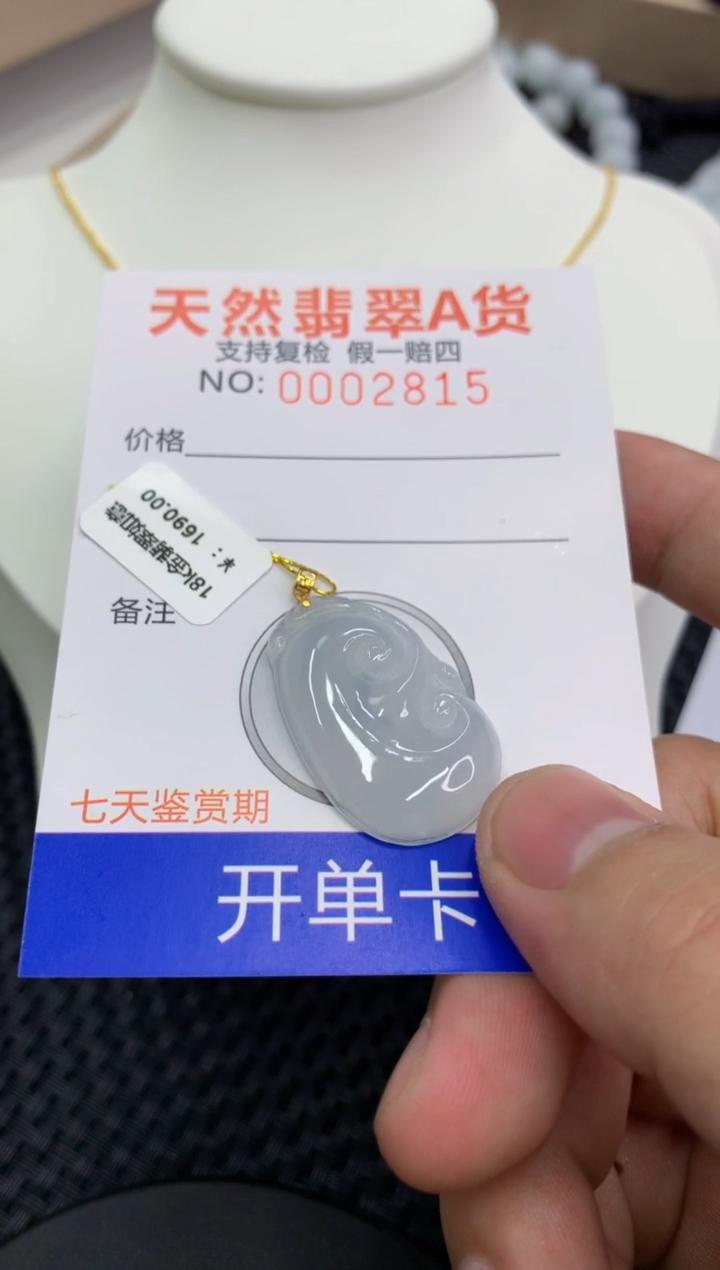 天然翡翠A货
支持复检 假一赔四
NO: 0002815
价格
18k金翡翠如意
￥: 1690.00
备注
七天鉴赏期
开单卡